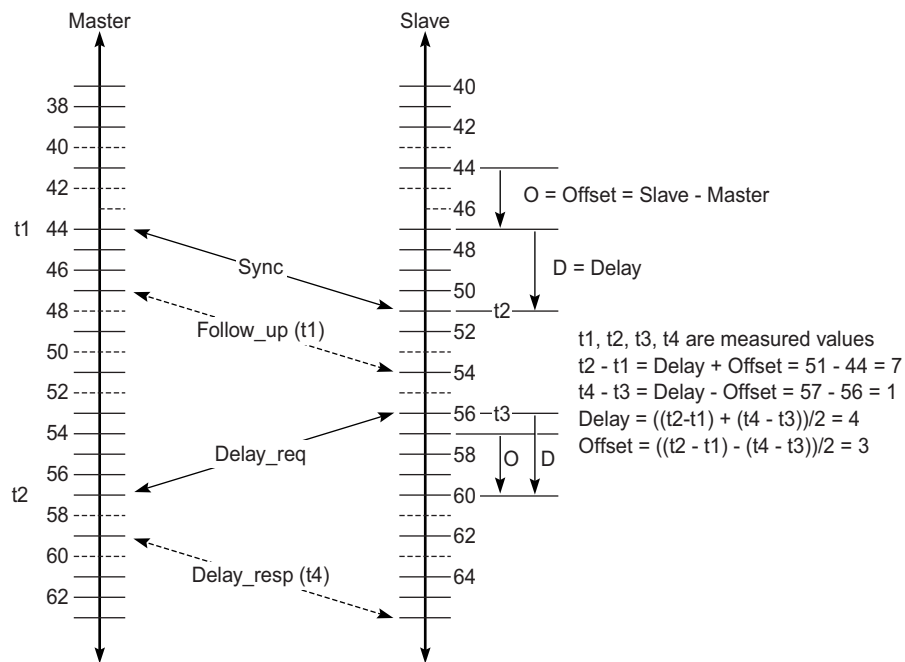 Master
Slave
40
38
42
40
44
42
O = Offset = Slave - Master
46
t1
44
48
D = Delay
Sync
46
50
48
t2
Follow_up (t1)
52
t1, t2, t3, t4 are measured values
50
t2 - t1 = Delay + Offset = 51 - 44 = 7
54
t4 - t3 = Delay - Offset = 57 - 56 = 1
52
56
t3
Delay = ((t2-t1) + (t4 - t3))/2 = 4
54
Offset = ((t2 - t1) - (t4 - t3))/2 = 3
Delay_req
58
O
D
56
t2
60
58
62
60
Delay_resp (t4)
64
62